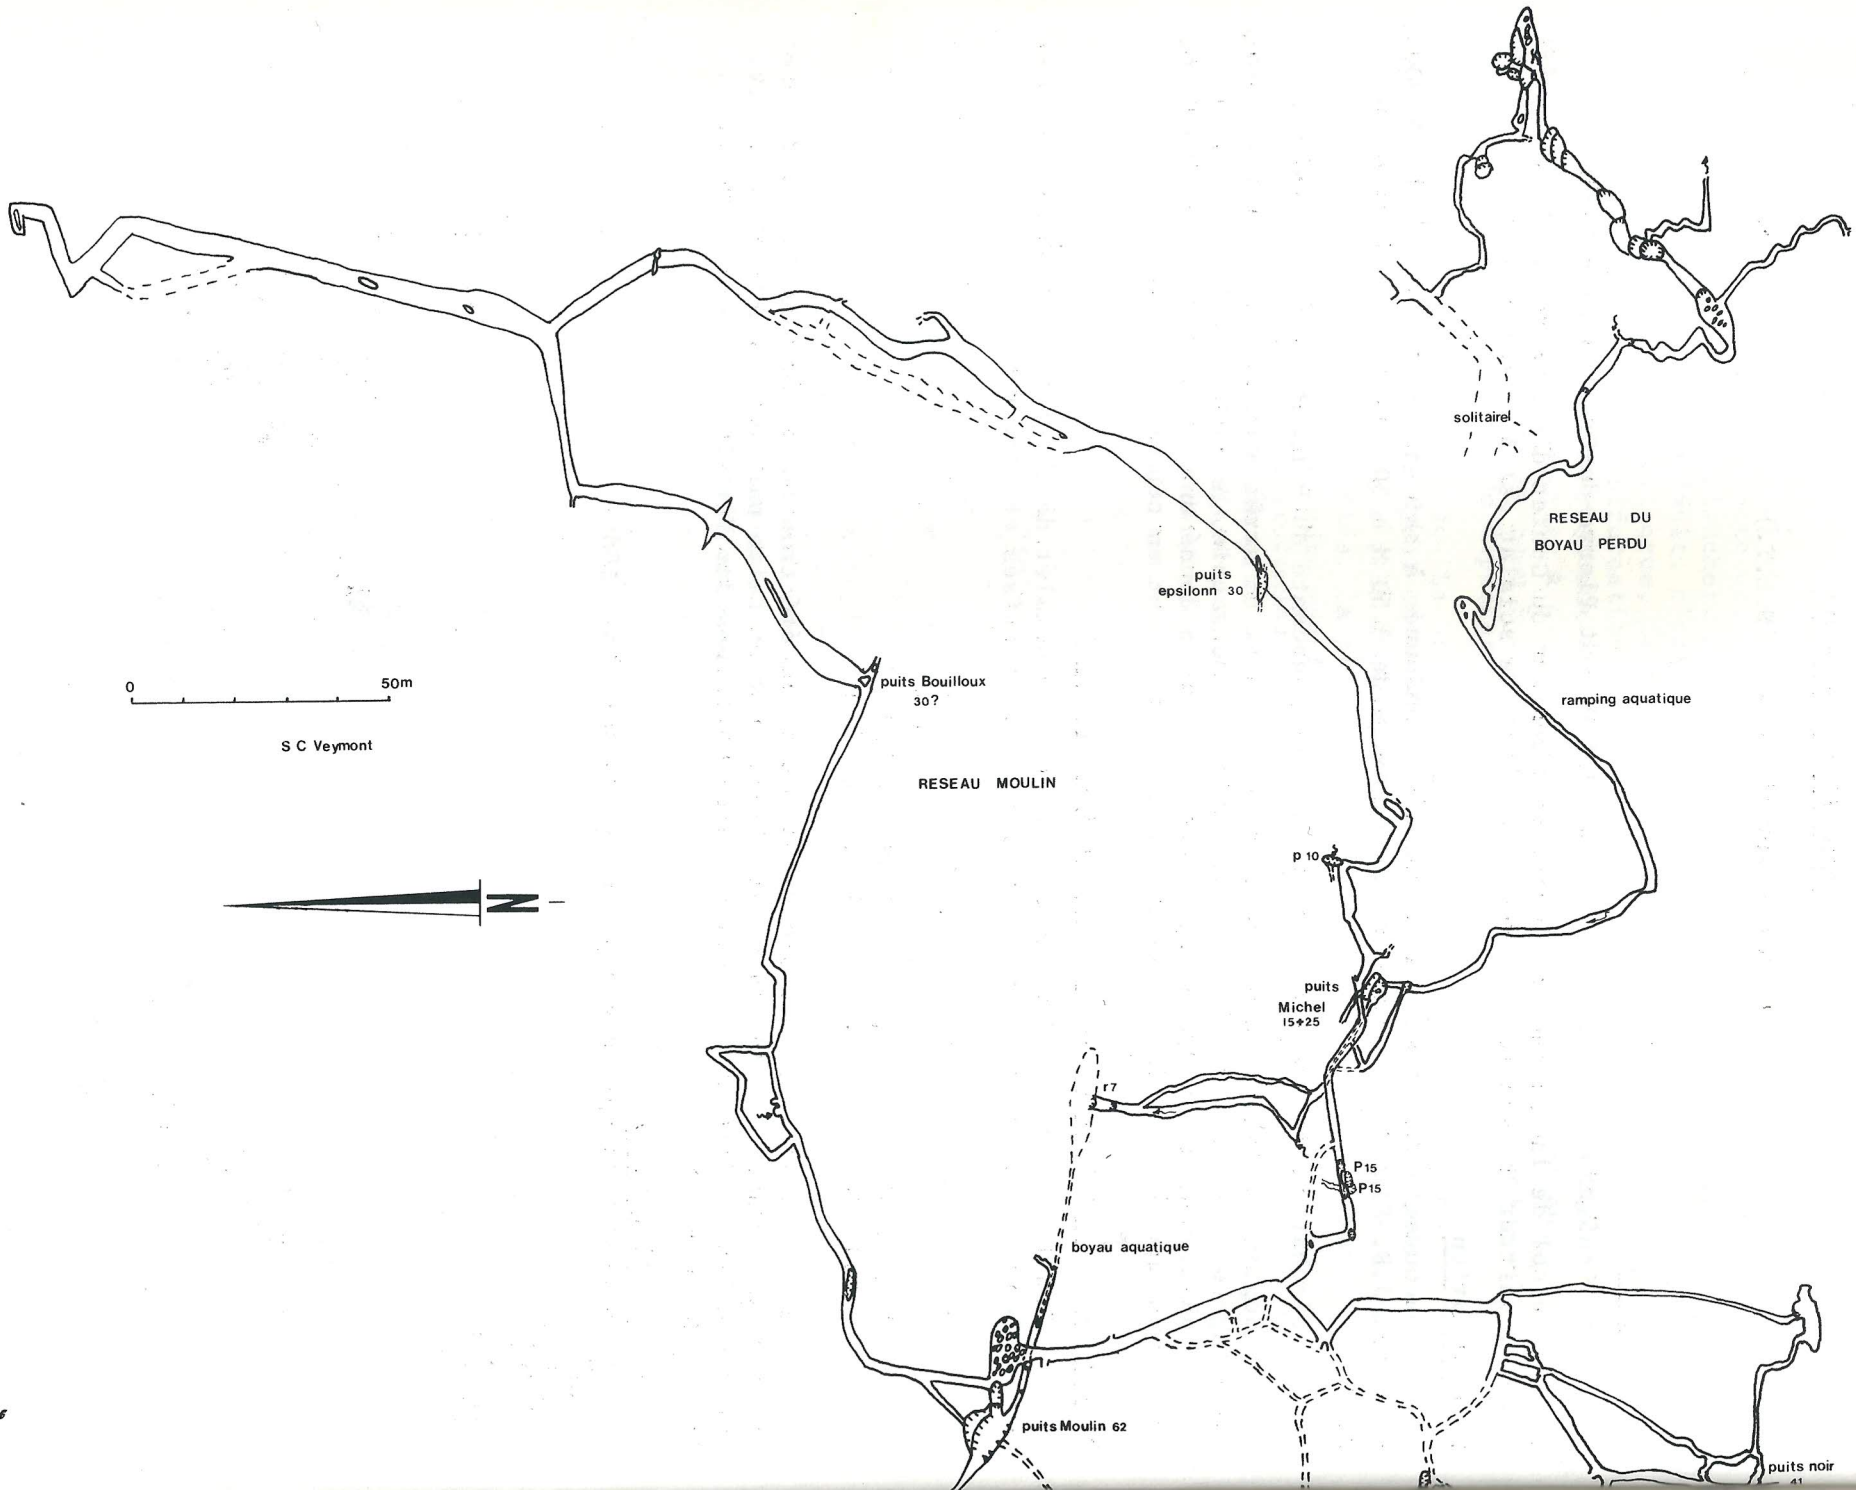 solitaire
RESEAU DU
BOYAU PERDU
puits
epsilonn 30
puits Bouilloux
30?
ramping aquatique
0 50m
S C Veymont
RESEAU MOULIN
p 10
N
puits
Michel
15+25
r7
P15
P15
boyau aquatique
puits Moulin 62
puits noir
41